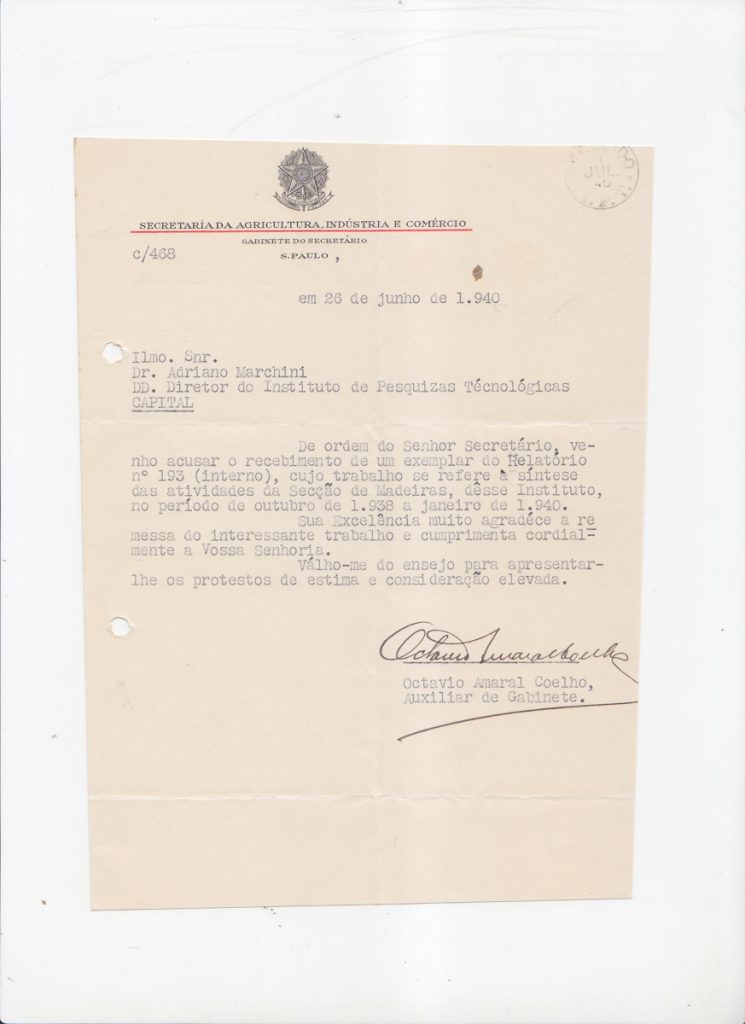 SECRETARÍA DA AGRICULTURA, INDÚSTRIA E COMÉRCIO
GABINETE DO SECRETÁRIO
c/468
S. PAULO ,
JUL.
40
em 26 de junho de 1.940
Ilmo. Snr.
Dr. Adriano Marchini
DD. Diretor do Instituto de Pesquizas Técnológicas
CAPITAL
De ordem do Senhor Secretário, ve-
nho acusar o recebimento de um exemplar do Relatório
nº 193 (interno), cujo trabalho se refere à síntese
das atividades da Secção de Madeiras, dêsse Instituto,
no período de outubro de 1.938 a janeiro de 1.940.
Sua Excelência muito agradéce a re
messa do interessante trabalho e cumprimenta cordial-
mente a Vossa Senhoria.
Válho-me do ensejo para apresentar-
lhe os protestos de estima e consideração elevada.
Octavio Amaral Coelho
Octavio Amaral Coelho,
Auxiliar de Gabinete.